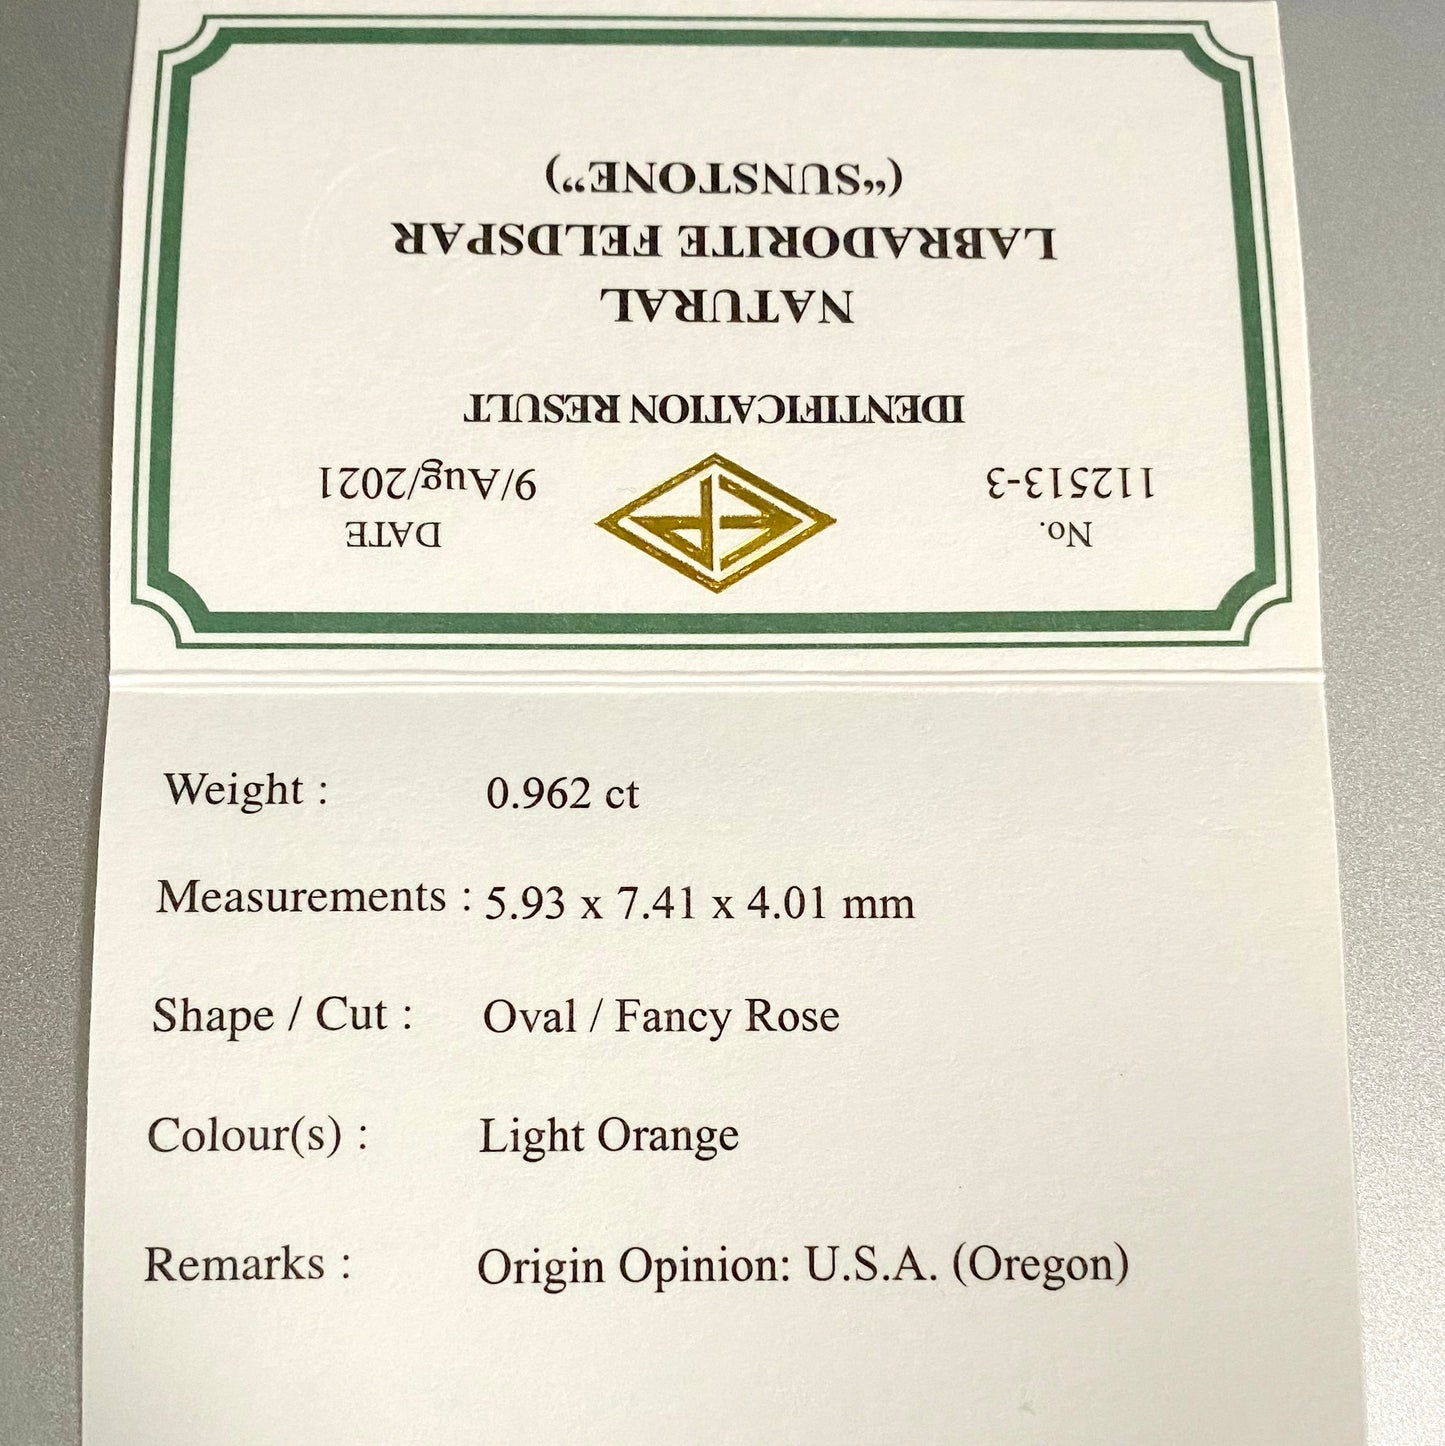 No.
112513-3
DATE
9/Aug/2021
IDENTIFICATION RESULT
NATURAL
LABRADORITE FELDSPAR
("SUNSTONE")
Weight : 0.962 ct
Measurements : 5.93 x 7.41 x 4.01 mm
Shape / Cut : Oval / Fancy Rose
Colour(s) : Light Orange
Remarks : Origin Opinion: U.S.A. (Oregon)